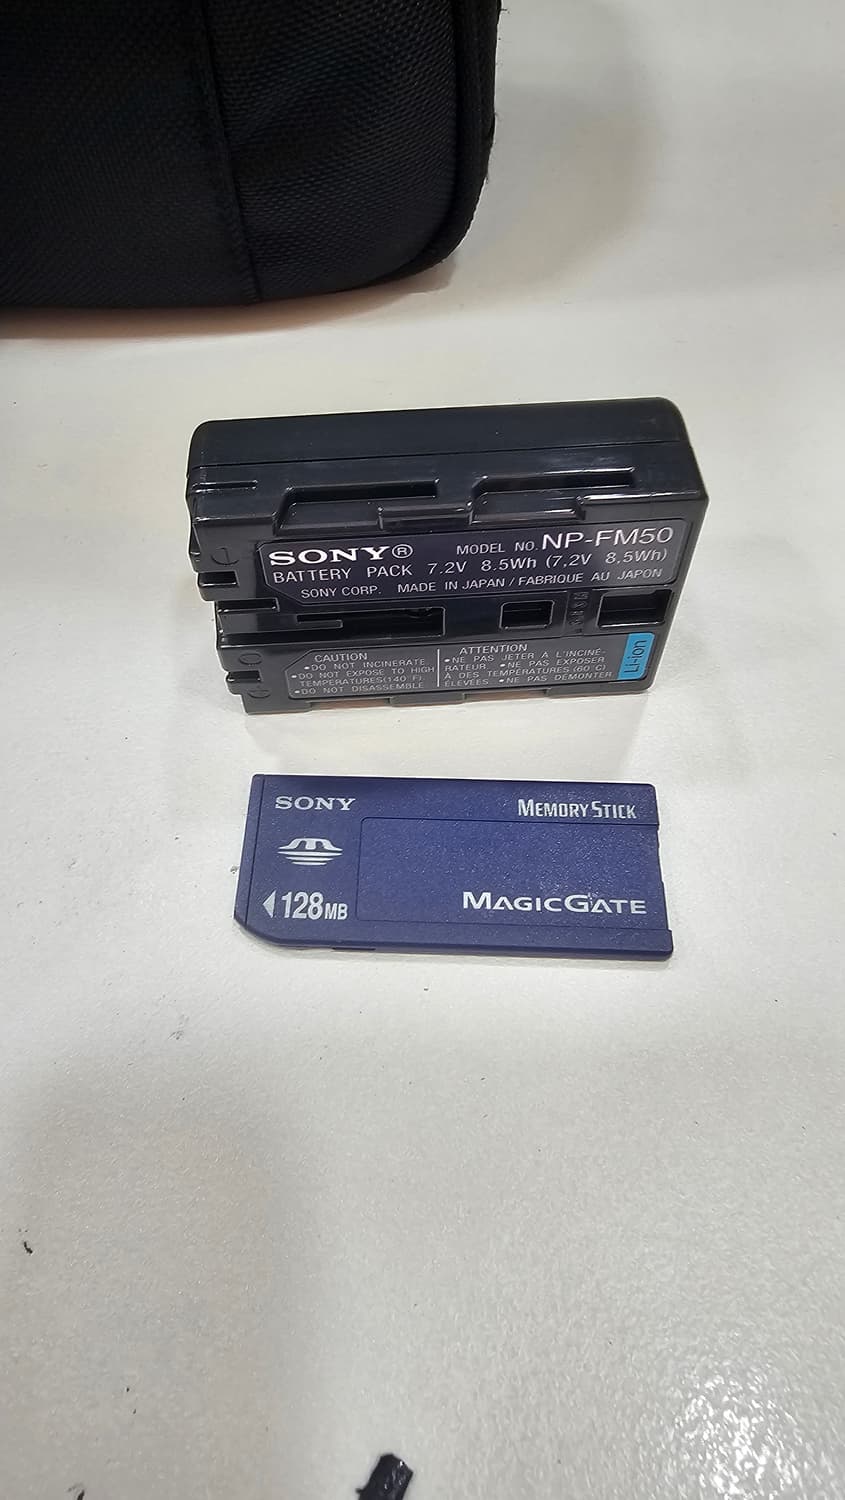 SONY® MODEL NO. NP-FM50
BATTERY PACK 7.2V 8.5Wh (7,2V 8,5Wh)
SONY CORP. MADE IN JAPAN / FABRIQUE AU JAPON
CAUTION
•DO NOT INCINERATE
•DO NOT EXPOSE TO HIGH
TEMPERATURES(140°F).
•DO NOT DISASSEMBLE
ATTENTION
•NE PAS JETER À L'INCINÉ-
RATEUR. •NE PAS EXPOSER
À DES TEMPÉRATURES (60°C)
ÉLEVÉES. •NE PAS DÉMONTER
Li-ion
SONY MEMORY STICK
128MB MAGICGATE